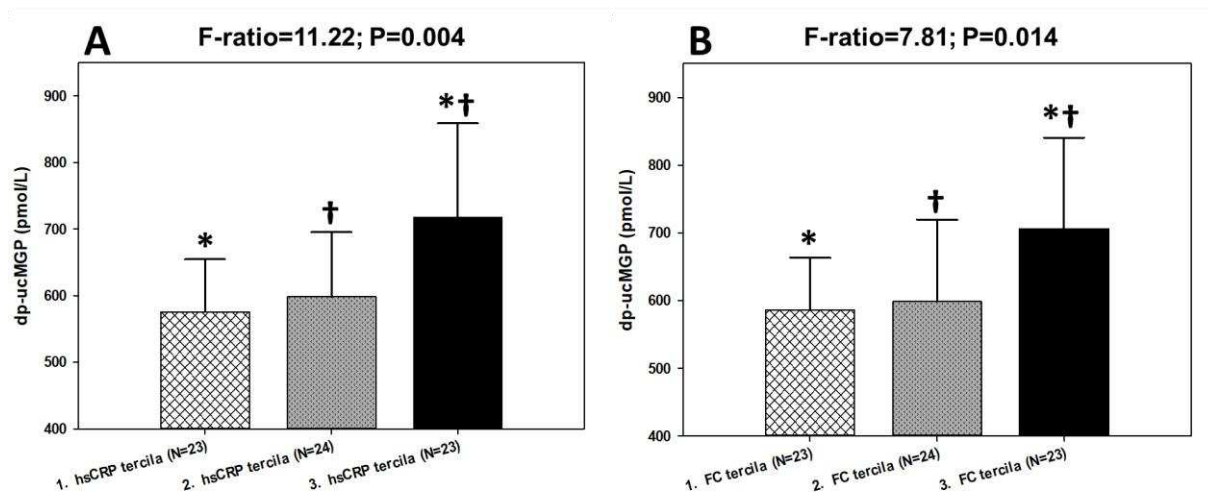 A
F-ratio=11.22; P=0.004
dp-ucMGP (pmol/L)
900
800
700
600
500
400
*
†
*†
1. hsCRP tercila (N=23)
2. hsCRP tercila (N=24)
3. hsCRP tercila (N=23)
B
F-ratio=7.81; P=0.014
dp-ucMGP (pmol/L)
900
800
700
600
500
400
*
†
*†
1. FC tercila (N=23)
2. FC tercila (N=24)
3. FC tercila (N=23)